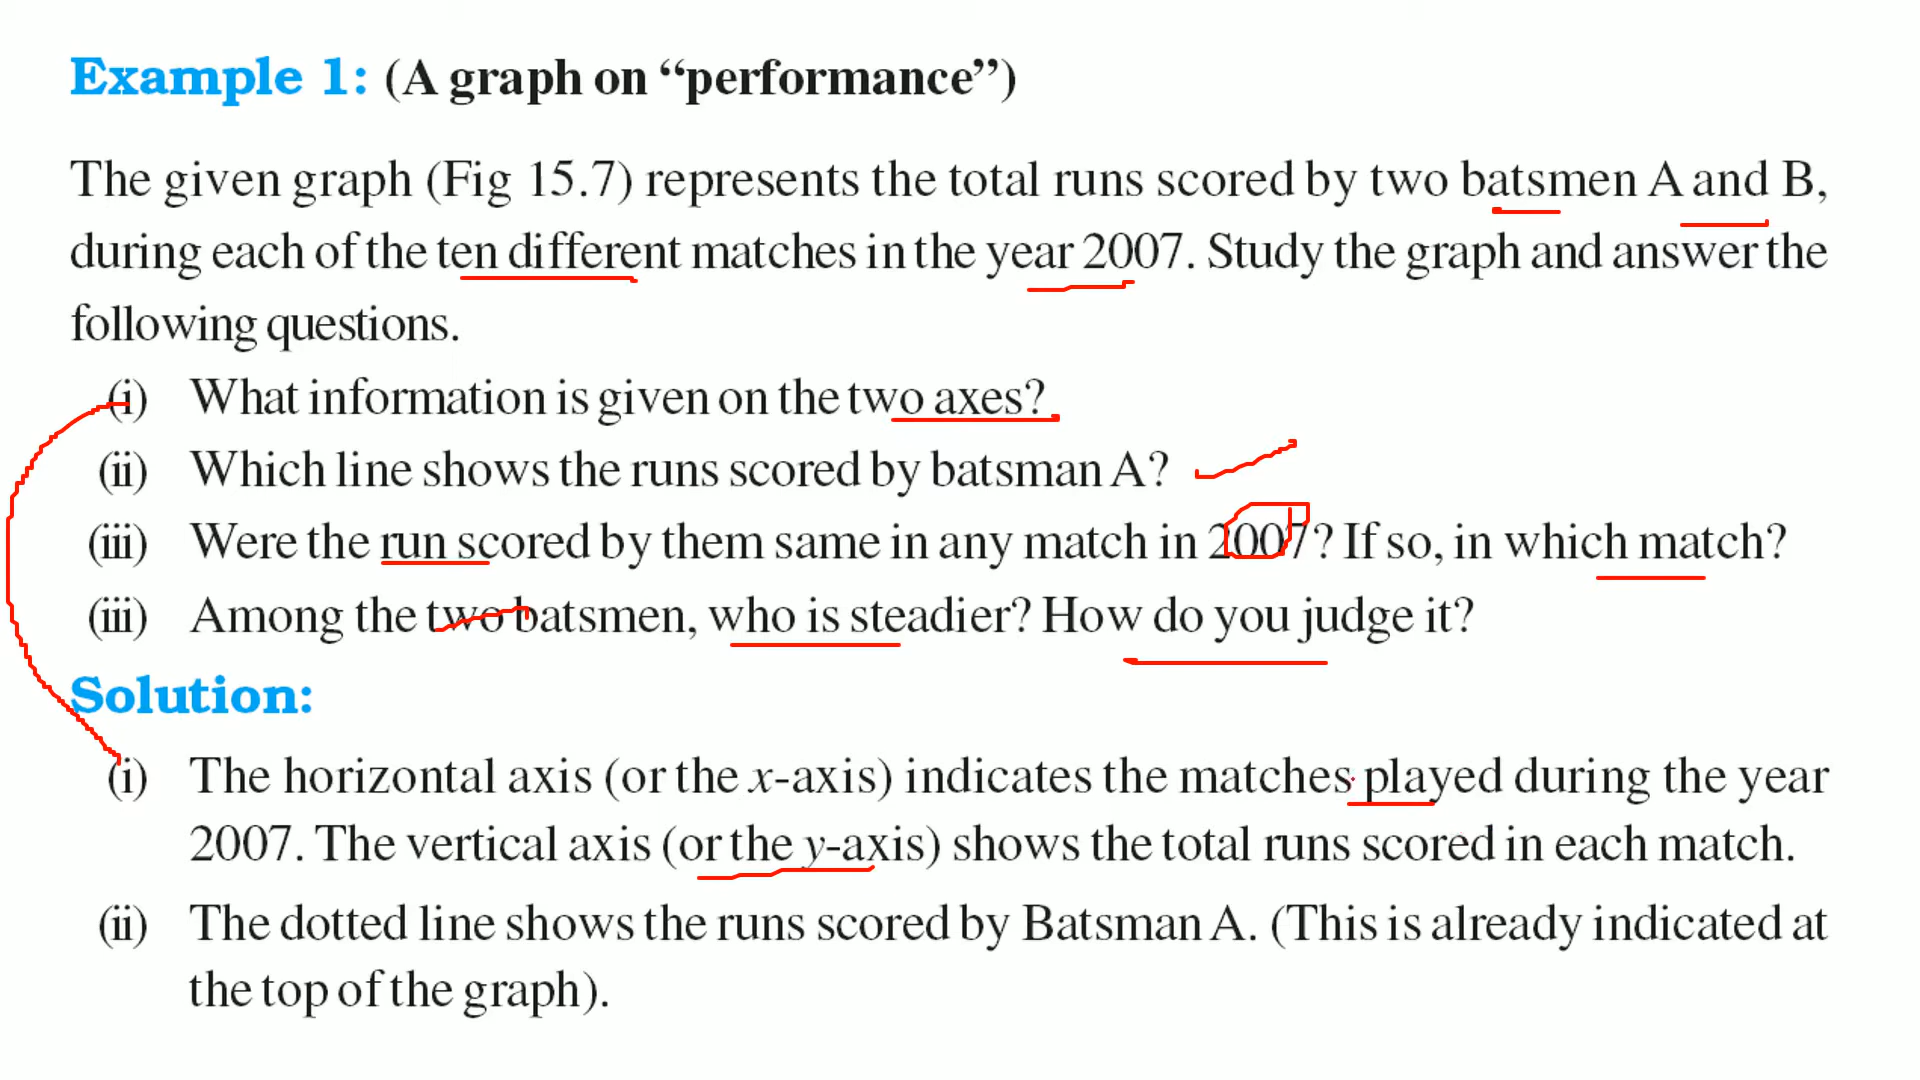 Example 1: (A graph on “performance”)
The given graph (Fig 15.7) represents the total runs scored by two batsmen A and B,
during each of the ten different matches in the year 2007. Study the graph and answer the
following questions.
(i) What information is given on the two axes?
(ii) Which line shows the runs scored by batsman A?
(iii) Were the run scored by them same in any match in 2007? If so, in which match?
(iii) Among the two batsmen, who is steadier? How do you judge it?
Solution:
(i) The horizontal axis (or the x-axis) indicates the matches played during the year
2007. The vertical axis (or the y-axis) shows the total runs scored in each match.
(ii) The dotted line shows the runs scored by Batsman A. (This is already indicated at
the top of the graph).